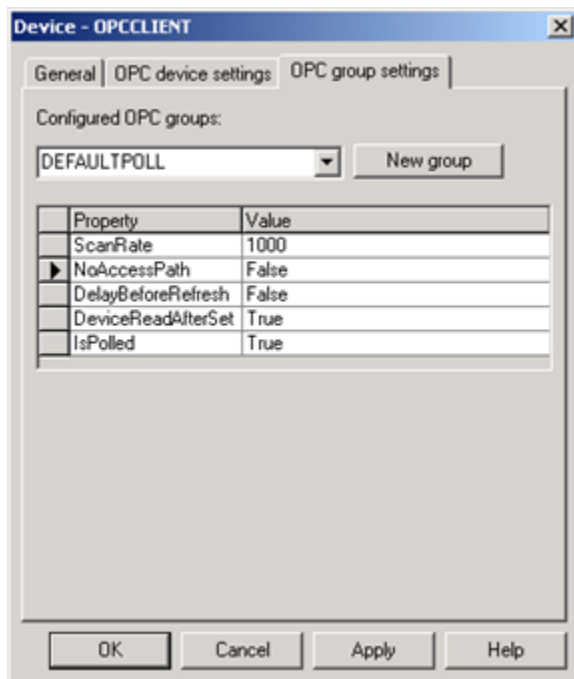 Device - OPCCLIENT
General OPC device settings OPC group settings
Configured OPC groups:
DEFAULTPOLL New group
Property Value
ScanRate 1000
NoAccessPath False
DelayBeforeRefresh False
DeviceReadAfterSet True
IsPolled True
OK Cancel Apply Help